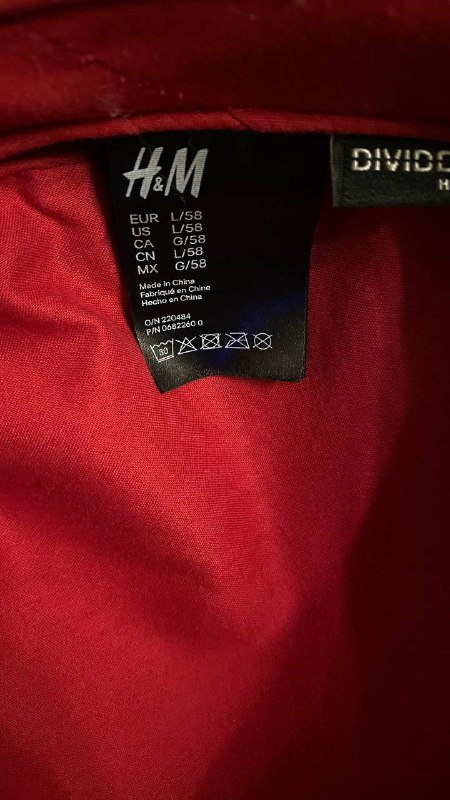 H&M
EUR L/58
US L/58
CA G/58
CN L/58
MX G/58
Made in China
Fabriqué en Chine
Hecho en China
O/N 220484
P/N 0682260 0
30
DIVID
H